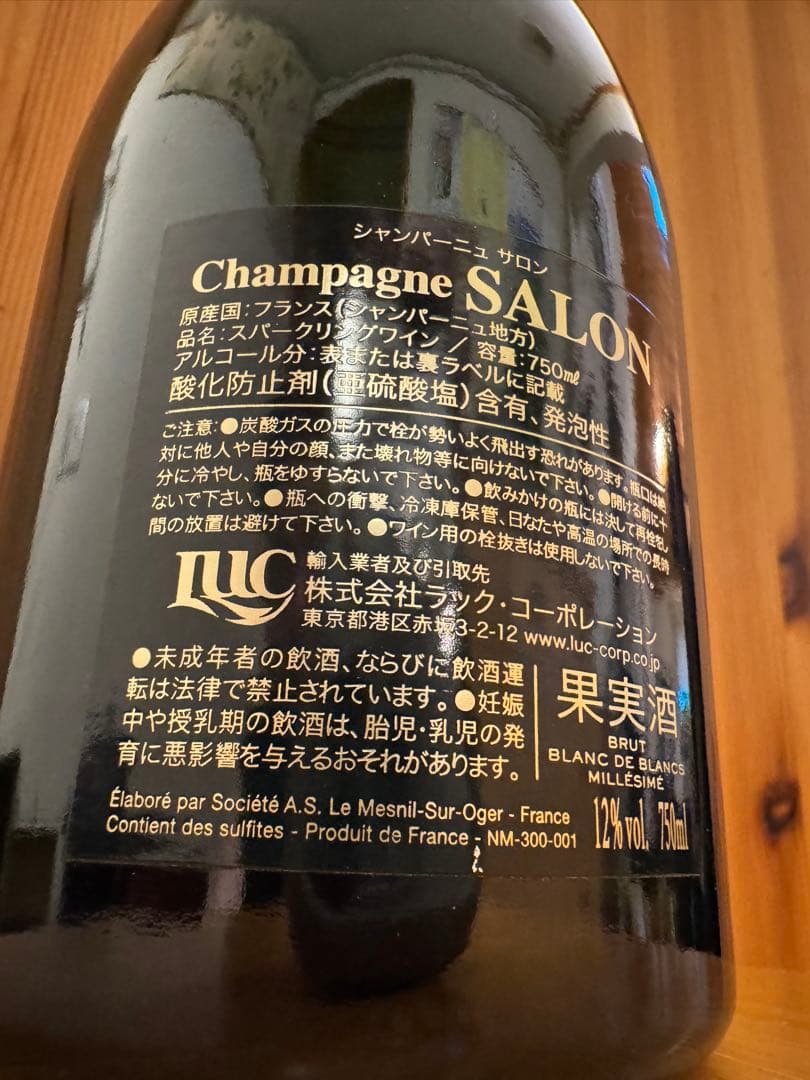 シャンパーニュ サロン
Champagne SALON
原産国:フランス(シャンパーニュ地方)
品名:スパークリングワイン / 容量:750ml
アルコール分:表または裏ラベルに記載
酸化防止剤(亜硫酸塩)含有、発泡性
ご注意:●炭酸ガスの圧力で栓が勢いよく飛出す恐れがあります。瓶口は絶
対に他人や自分の顔、また壊れ物等に向けないで下さい。●開ける前に十
分に冷やし、瓶をゆすらないで下さい。●飲みかけの瓶には決して再栓をし
ないで下さい。●瓶への衝撃、冷凍庫保管、日なたや高温の場所での長時
間の放置は避けて下さい。●ワイン用の栓抜きは使用しないで下さい。
LUC
輸入業者及び引取先
株式会社ラック・コーポレーション
東京都港区赤坂3-2-12 www.luc-corp.co.jp
●未成年者の飲酒、ならびに飲酒運
転は法律で禁止されています。●妊娠
中や授乳期の飲酒は、胎児・乳児の発
育に悪影響を与えるおそれがあります。
果実酒
BRUT
BLANC DE BLANCS
MILLÉSIMÉ
Élaboré par Société A.S. Le Mesnil-Sur-Oger - France
Contient des sulfites - Produit de France - NM-300-001
12% vol. 750ml